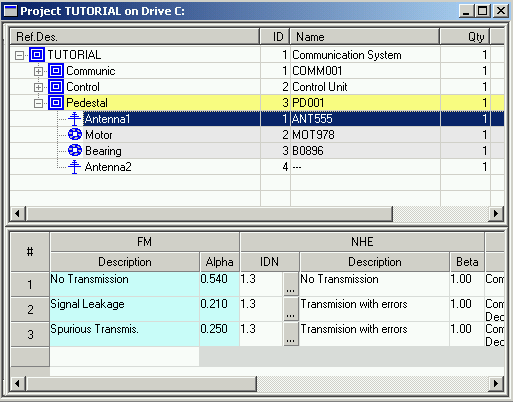 Project TUTORIAL on Drive C:
Ref.Des. ID Name Qty
TUTORIAL 1 Communication System 1
Communic 1 COMM001 1
Control 2 Control Unit 1
Pedestal 3 PD001 1
Antenna1 1 ANT555 1
Motor 2 MOT978 1
Bearing 3 B0896 1
Antenna2 4 --- 1
# FM NHE
Description Alpha IDN Description Beta
1 No Transmission 0.540 1.3 ... No Transmission 1.00 Com
2 Signal Leakage 0.210 1.3 ... Transmision with errors 1.00 Com
Dec
3 Spurious Transmis. 0.250 1.3 ... Transmision with errors 1.00 Com
Dec